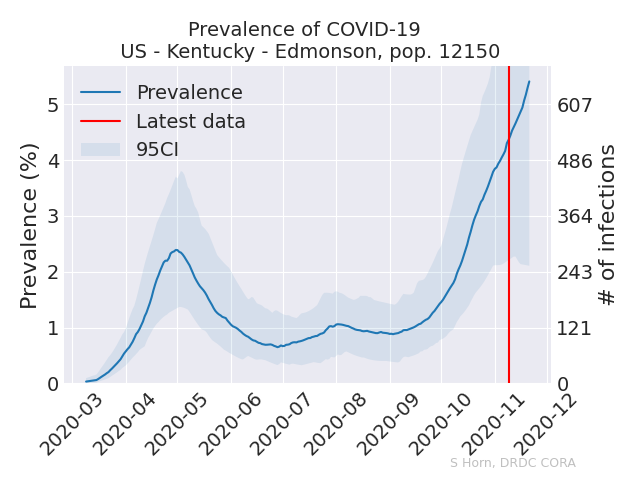 Prevalence of COVID-19
US - Kentucky - Edmonson, pop. 12150
Prevalence
Latest data
95CI
Prevalence (%)
5
4
3
2
1
0
607
486
364
243
121
0
# of infections
2020-03
2020-04
2020-05
2020-06
2020-07
2020-08
2020-09
2020-10
2020-11
2020-12
S Horn, DRDC CORA